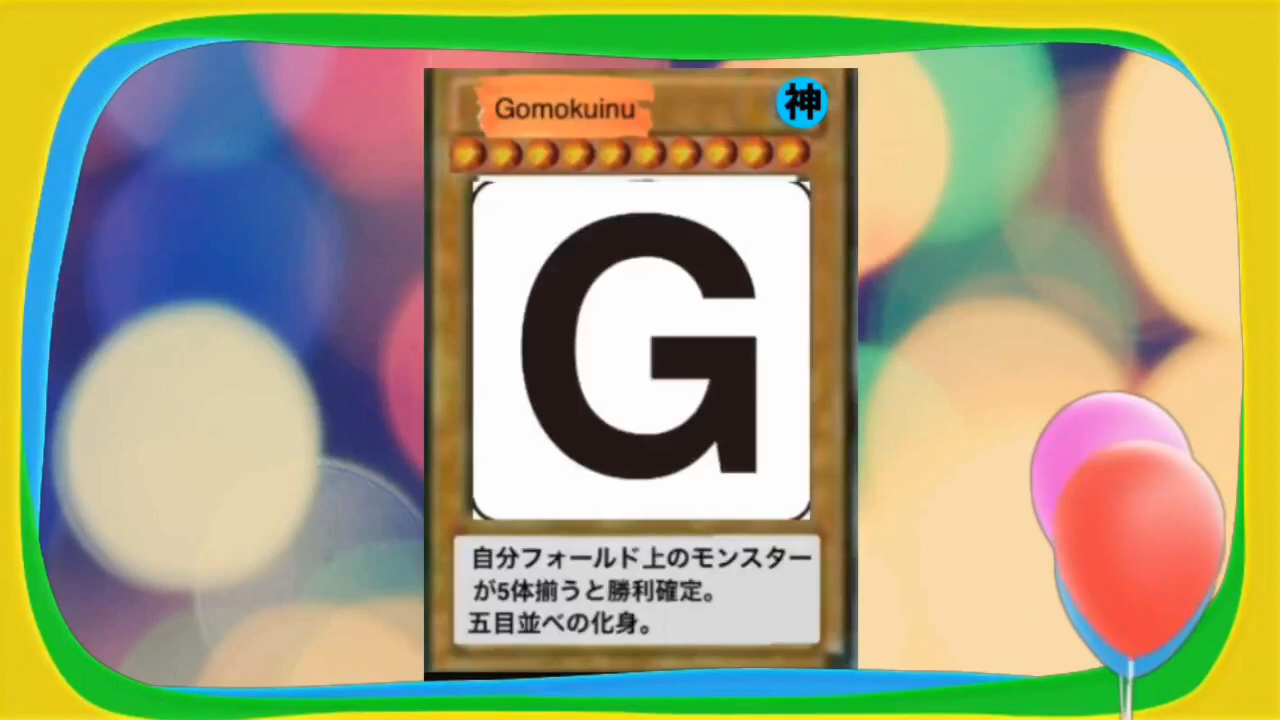 Gomokuinu
神
G
自分フォールド上のモンスター
が5体揃うと勝利確定。
五目並べの化身。